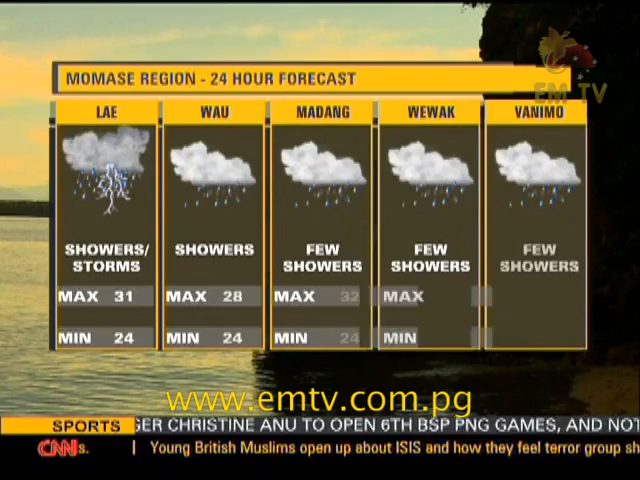 EM TV
MOMASE REGION - 24 HOUR FORECAST
LAE WAU MADANG WEWAK VANIMO
SHOWERS/ STORMS
SHOWERS
FEW SHOWERS
FEW SHOWERS
FEW SHOWERS
MAX 31 MAX 28 MAX 32 MAX
MIN 24 MIN 24 MIN 24 MIN
www.emtv.com.pg
SPORTS GER CHRISTINE ANU TO OPEN 6TH BSP PNG GAMES, AND NOT
CNN s. Young British Muslims open up about ISIS and how they feel terror group sh